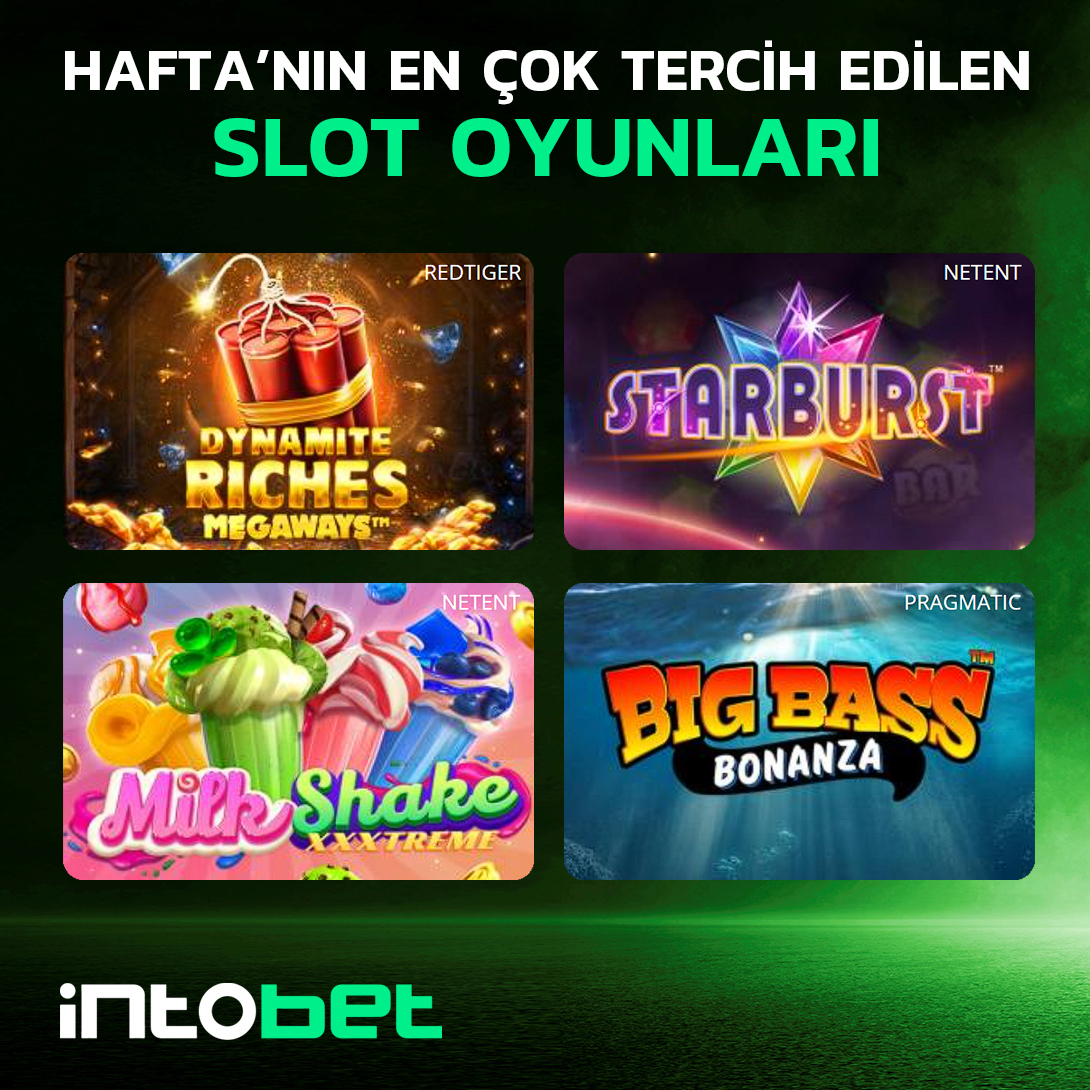 HAFTA’NIN EN ÇOK TERCİH EDİLEN
SLOT OYUNLARI
REDTIGER
DYNAMITE
RICHES
MEGAWAYS™
NETENT
STARBURST™
BAR
NETENT
Milk Shake
XXXTREME
PRAGMATIC
BIG BASS™
BONANZA
intobet